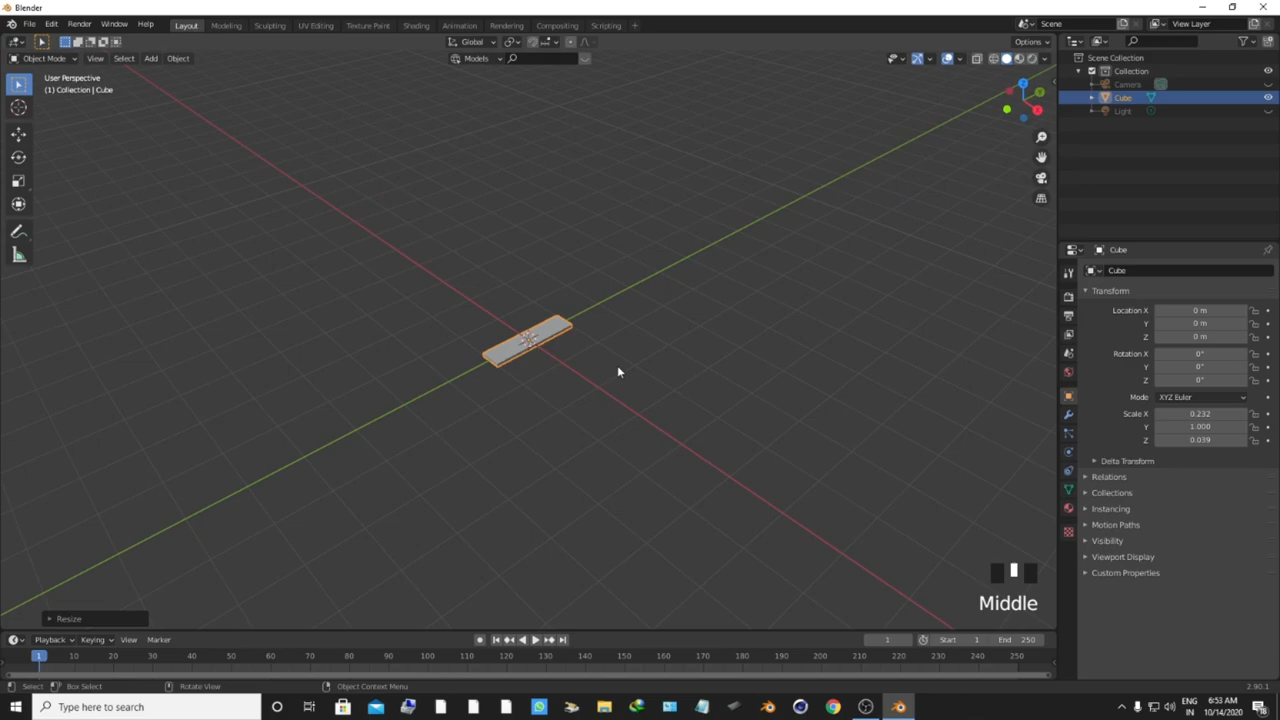 Blender
File Edit Render Window Help Layout Modeling Sculpting UV Editing Texture Paint Shading Animation Rendering Compositing Scripting + Scene View Layer
Global Options
Object Mode View Select Add Object Models
User Perspective
(1) Collection | Cube
Scene Collection
Collection
Camera
Cube
Light
Cube
Cube
Transform
Location X 0 m
Y 0 m
Z 0 m
Rotation X 0°
Y 0°
Z 0°
Mode XYZ Euler
Scale X 0.232
Y 1.000
Z 0.039
Delta Transform
Relations
Collections
Instancing
Motion Paths
Visibility
Viewport Display
Custom Properties
Middle
Resize
Playback Keying View Marker 1 Start 1 End 250
1 10 20 30 40 50 60 70 80 90 100 110 120 130 140 150 160 170 180 190 200 210 220 230 240 250
Select Box Select Rotate View Object Context Menu 2.90.1
Type here to search
ENG
IN
6:53 AM
10/14/2020
18